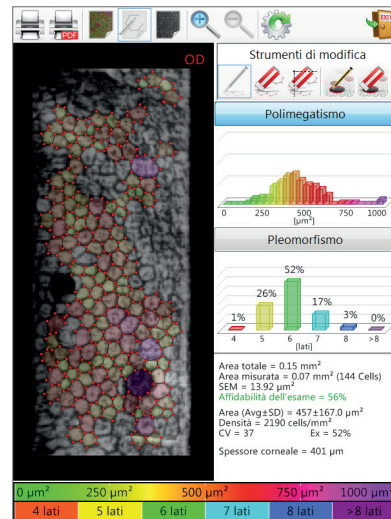 PDF
EXIT
OD
Strumenti di modifica
Polimegatismo
0 250 500 750 1000
[µm²]
Pleomorfismo
1% 26% 52% 17% 3% 0%
4 5 6 7 8 >8
[lati]
Area totale = 0.15 mm²
Area misurata = 0.07 mm² (144 Cells)
SEM = 13.92 µm²
Affidabilità dell'esame = 56%
Area (Avg±SD) = 457±167.0 µm²
Densità = 2190 cells/mm²
CV = 37 Ex = 52%
Spessore corneale = 401 µm
0 µm² 250 µm² 500 µm² 750 µm² 1000 µm²
4 lati 5 lati 6 lati 7 lati 8 lati >8 lati